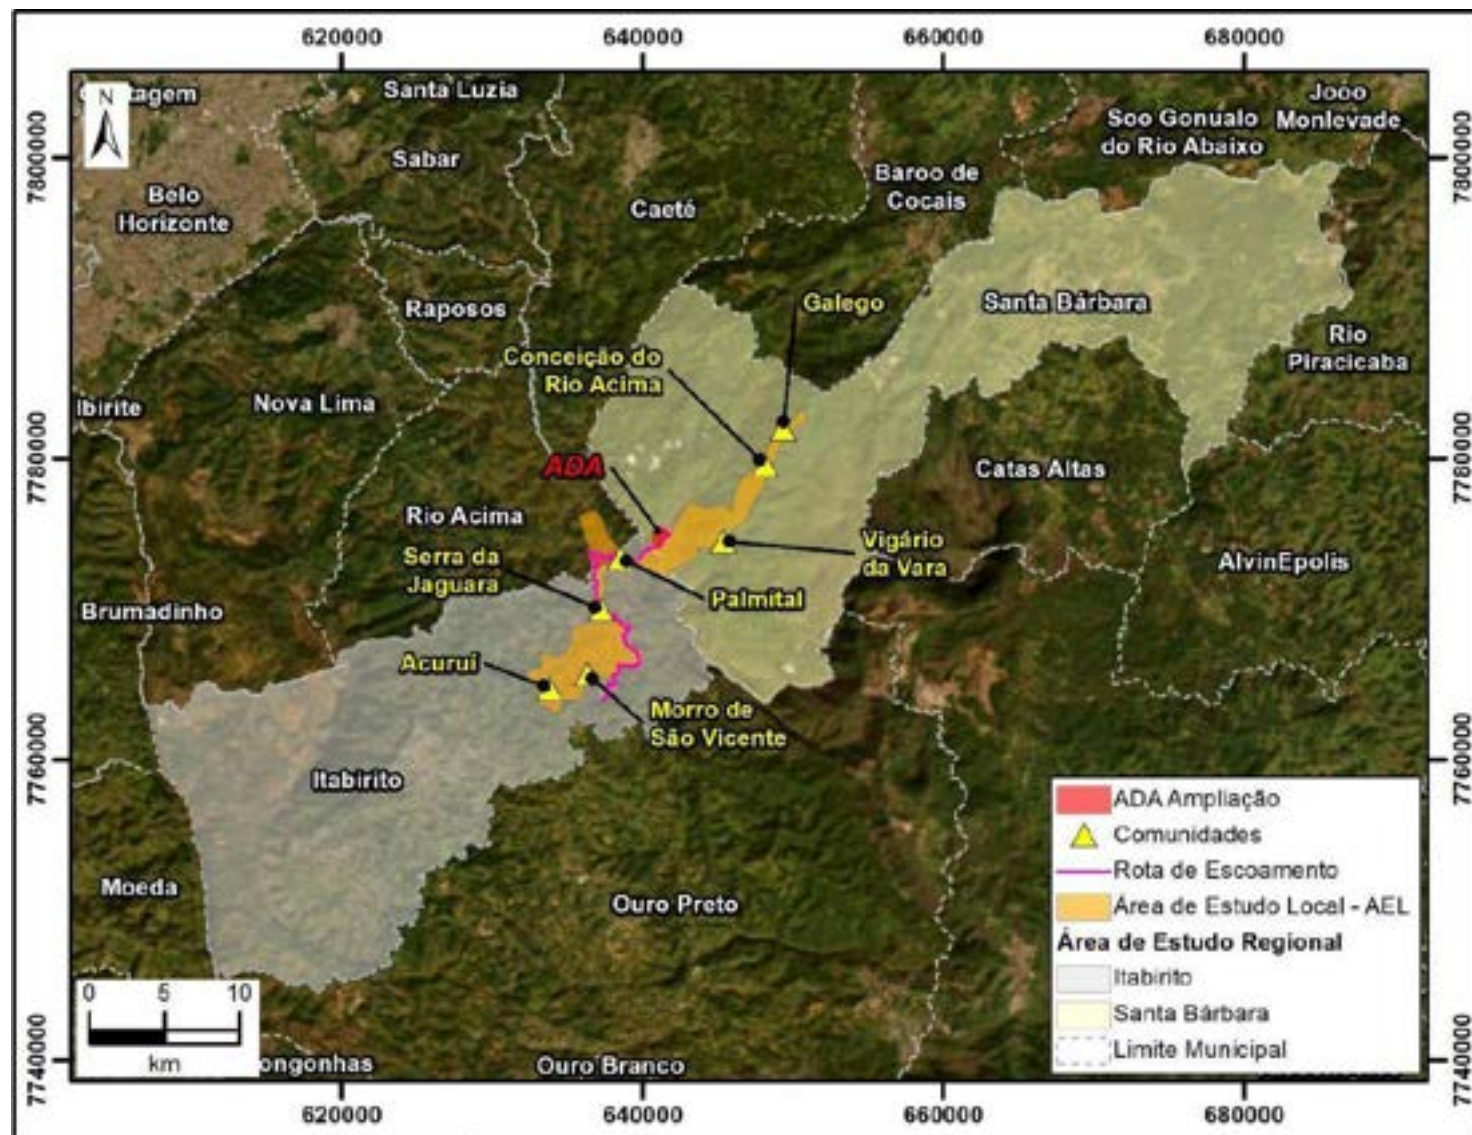 620000 640000 660000 680000
N
tagem
Santa Luzia
João
Monlevade
Soo Gonualo
do Rio Abaixo
7800000
7800000
Sabar
Baroo de
Cocais
Belo
Horizonte
Caeté
Galego
Santa Bárbara
Raposos
Rio
Piracicaba
Conceição do
Rio Acima
Ibirite
Nova Lima
7780000
7780000
ADA
Catas Altas
Rio Acima
Vigário
da Vara
AlvinEpolis
Serra da
Jaguara
Palmital
Brumadinho
Acuruí
Morro de
São Vicente
7760000
7760000
Itabirito
Moeda
Ouro Preto
ADA Ampliação
Comunidades
Rota de Escoamento
Área de Estudo Local - AEL
Área de Estudo Regional
Itabirito
Santa Bárbara
Limite Municipal
0 5 10
km
ongonhas
Ouro Branco
7740000
7740000
620000 640000 660000 680000